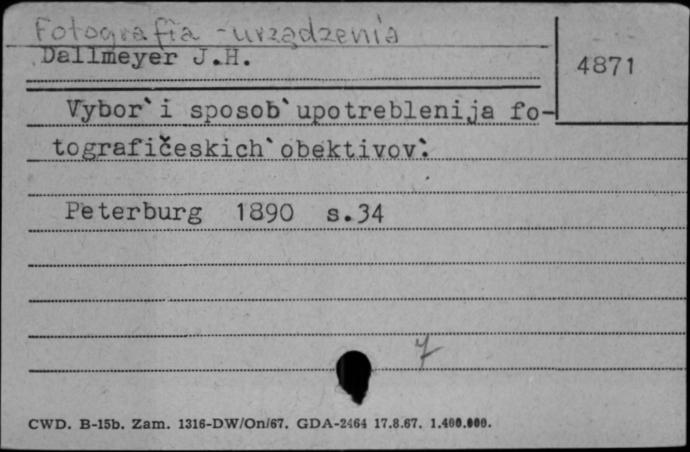 Fotografia - urządzenia
Dallmeyer J.H.
4871
Vybor` i sposob` upotreblenija fo-
tografičeskich` obektivov`.
Peterburg 1890 s.34
7
CWD. B-15b. Zam. 1316-DW/On/67. GDA-2464 17.8.67. 1.400.000.